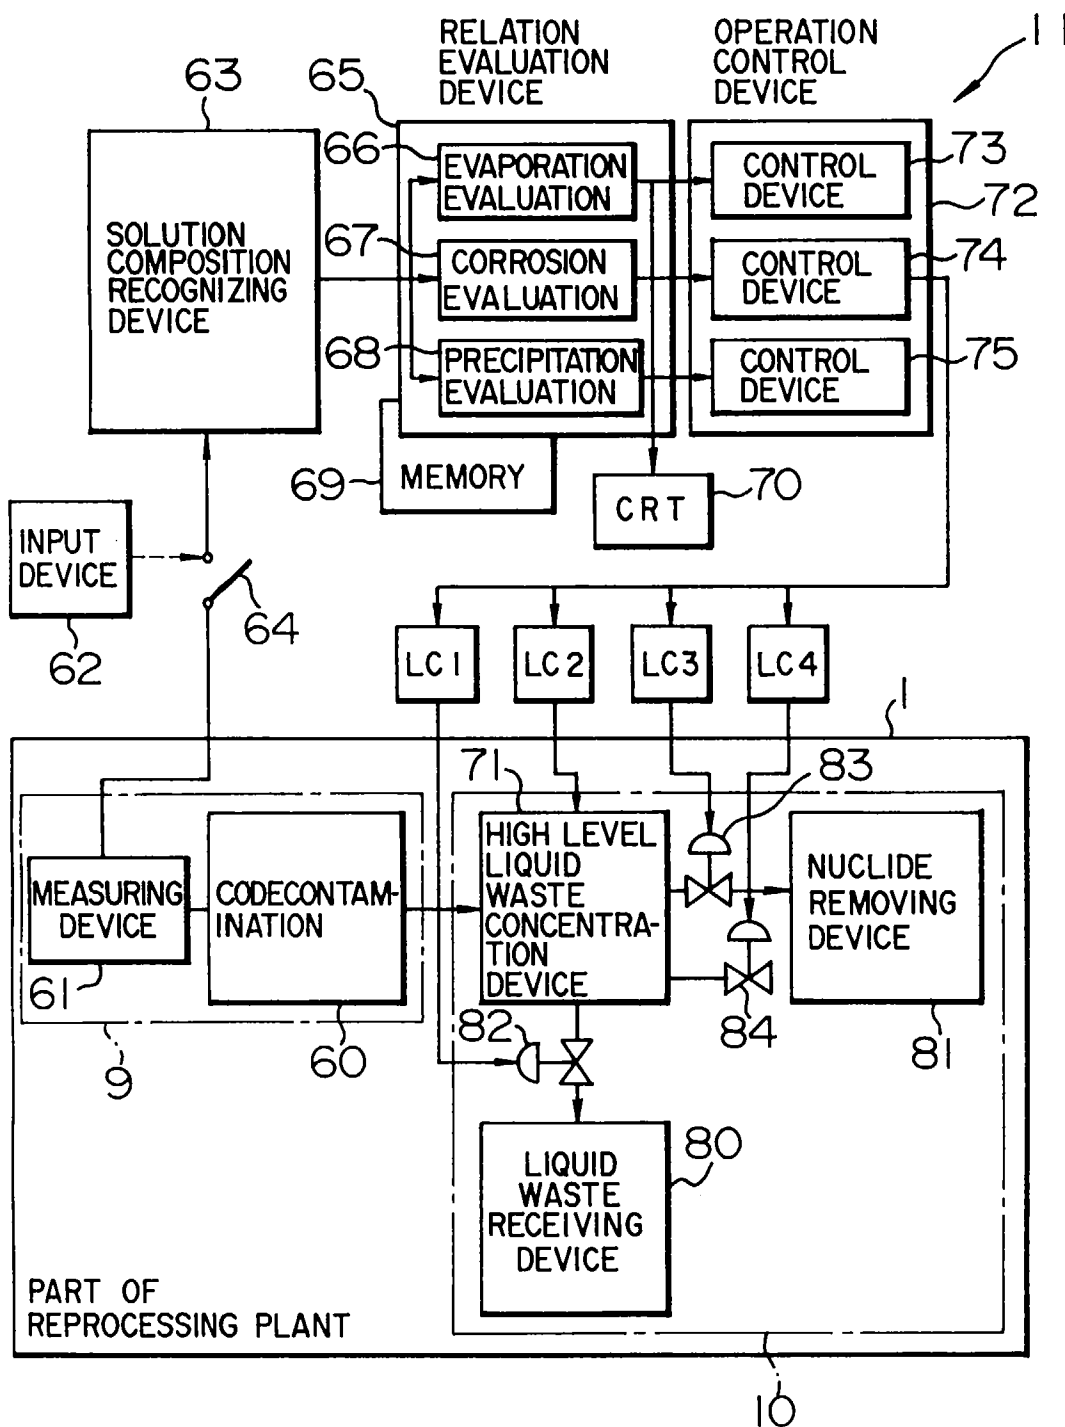 RELATION
EVALUATION
DEVICE
OPERATION
CONTROL
DEVICE
11
63
65
66
EVAPORATION
EVALUATION
CONTROL
DEVICE
73
72
SOLUTION
COMPOSITION
RECOGNIZING
DEVICE
67
CORROSION
EVALUATION
CONTROL
DEVICE
74
68
PRECIPITATION
EVALUATION
CONTROL
DEVICE
75
69
MEMORY
70
CRT
INPUT
DEVICE
62
64
LC1
LC2
LC3
LC4
1
71
83
MEASURING
DEVICE
61
CODECONTAM-
INATION
60
9
HIGH LEVEL
LIQUID
WASTE
CONCENTRA-
TION
DEVICE
NUCLIDE
REMOVING
DEVICE
84
81
82
80
LIQUID
WASTE
RECEIVING
DEVICE
PART OF
REPROCESSING PLANT
10